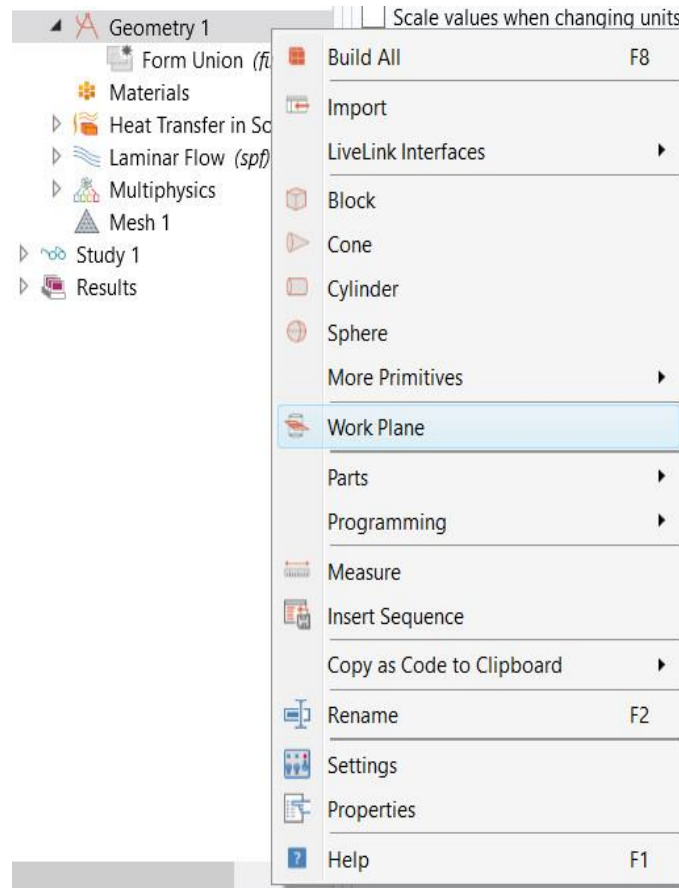 Geometry 1
Scale values when changing units
Form Union (fi
Materials
Heat Transfer in Sc
Laminar Flow (spf)
Multiphysics
Mesh 1
Study 1
Results
Build All F8
Import
LiveLink Interfaces
Block
Cone
Cylinder
Sphere
More Primitives
Work Plane
Parts
Programming
Measure
Insert Sequence
Copy as Code to Clipboard
Rename F2
Settings
Properties
Help F1